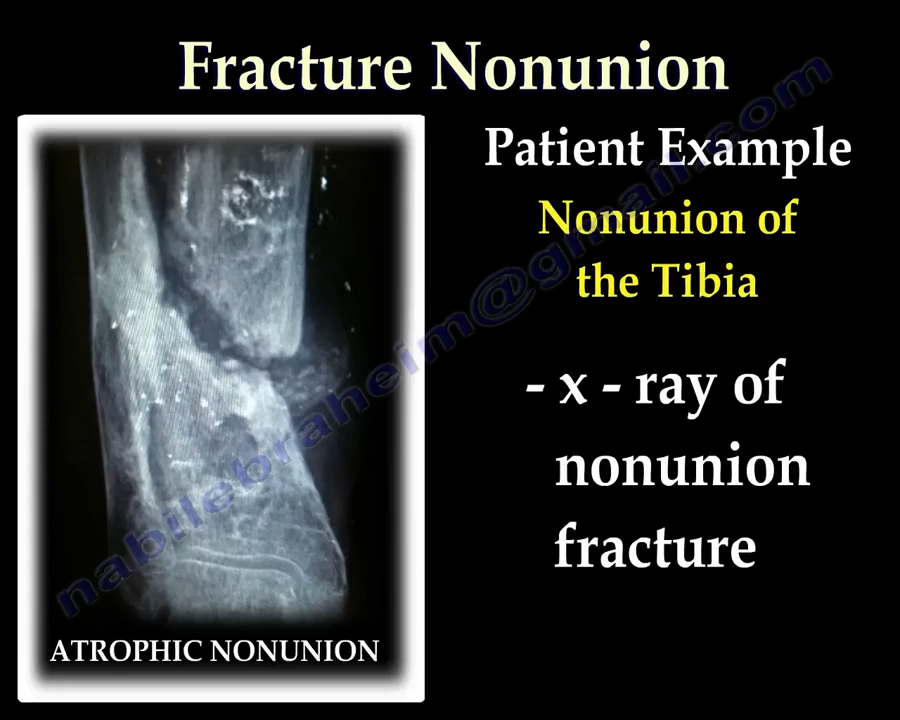 Fracture Nonunion
Patient Example
Nonunion of
the Tibia
- x - ray of
nonunion
fracture
ATROPHIC NONUNION
nabilebraheim@gmail.com